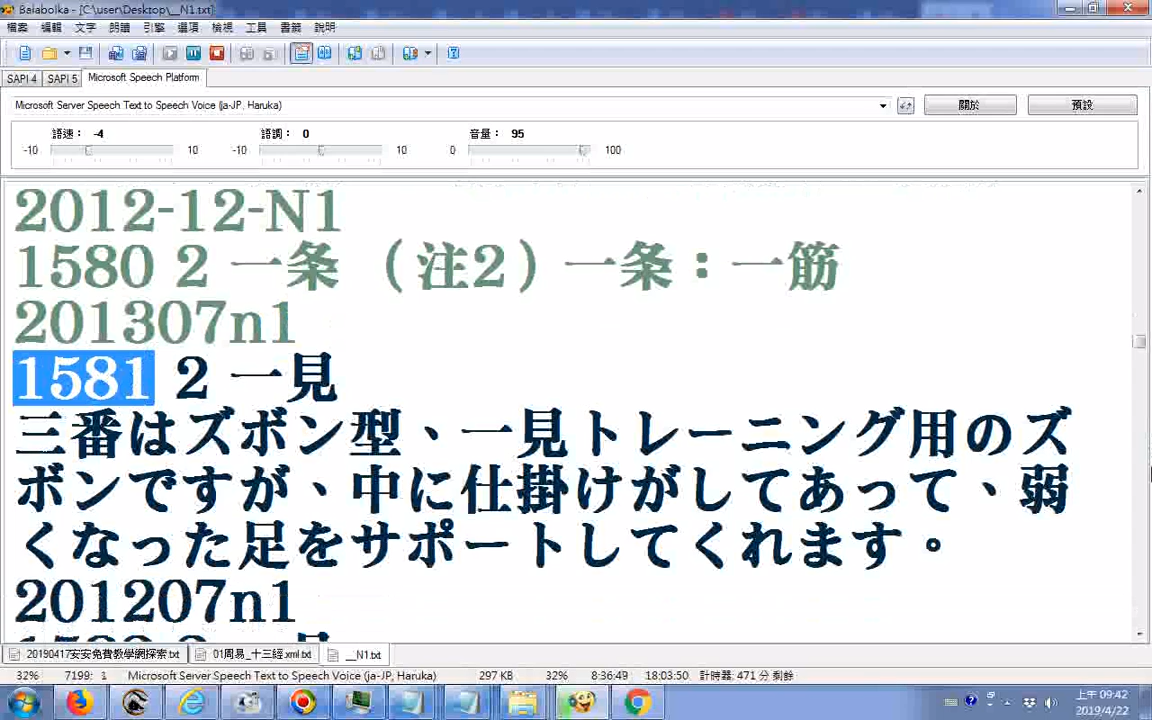 Balabolka - [C:\user\Desktop\__N1.txt]
檔案 編輯 文字 朗讀 引擎 選項 檢視 工具 書籤 說明
SAPI 4 SAPI 5 Microsoft Speech Platform
Microsoft Server Speech Text to Speech Voice (ja-JP, Haruka) 關於 預設
語速： -4 語調： 0 音量： 95
-10 10 -10 10 0 100
2012-12-N1
1580 2 一条（注2）一条：一筋
201307n1
1581 2 一見
三番はズボン型、一見トレーニング用のズ
ボンですが、中に仕掛けがしてあって、弱
くなった足をサポートしてくれます。
201207n1
20190417安安免費教學網探索.txt 01周易_十三經.xml.txt __N1.txt
32% 7199: 1 Microsoft Server Speech Text to Speech Voice (ja-JP, Haruka) 297 KB 32% 8:36:49 18:03:50 計時器: 471 分 剩餘
上午 09:42
2019/4/22